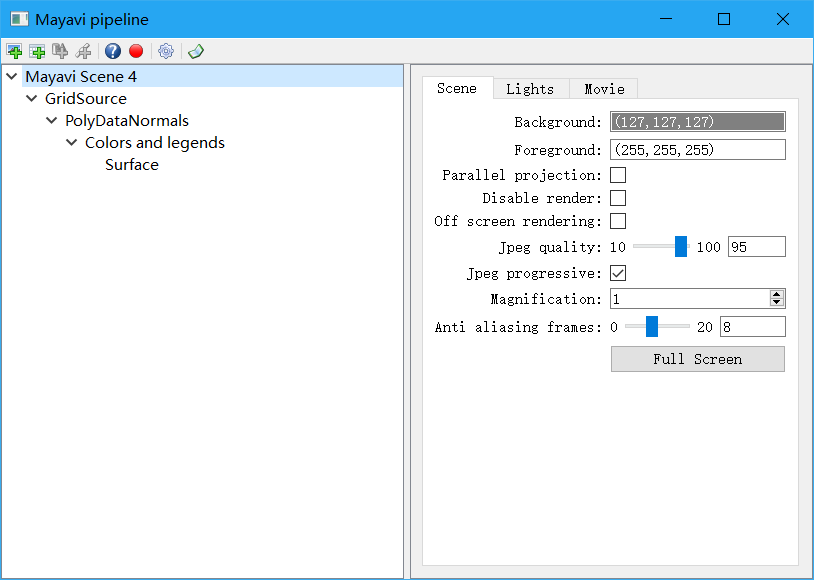 Mayavi pipeline
Mayavi Scene 4
GridSource
PolyDataNormals
Colors and legends
Surface
Scene Lights Movie
Background: (127,127,127)
Foreground: (255,255,255)
Parallel projection:
Disable render:
Off screen rendering:
Jpeg quality: 10 100 95
Jpeg progressive:
Magnification: 1
Anti aliasing frames: 0 20 8
Full Screen